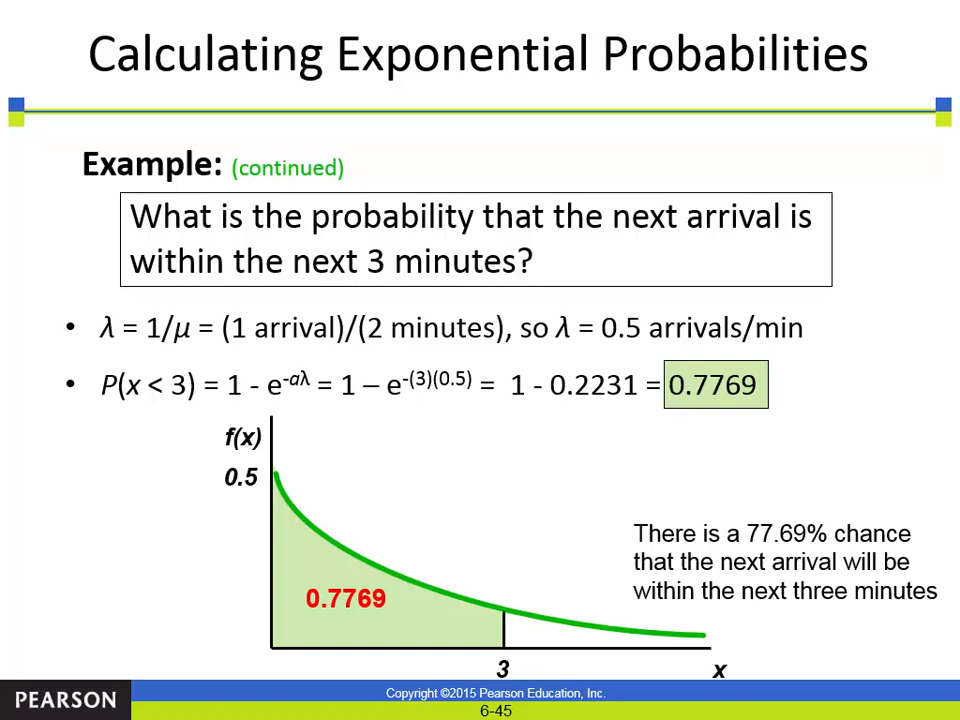 Calculating Exponential Probabilities
Example: (continued)
What is the probability that the next arrival is
within the next 3 minutes?
• λ = 1/μ = (1 arrival)/(2 minutes), so λ = 0.5 arrivals/min
• P(x < 3) = 1 - e⁻ᵃλ = 1 – e⁻⁽³⁾⁽⁰·⁵⁾ = 1 - 0.2231 = 0.7769
f(x)
0.5
There is a 77.69% chance
that the next arrival will be
within the next three minutes
0.7769
3
x
PEARSON
Copyright ©2015 Pearson Education, Inc.
6-45